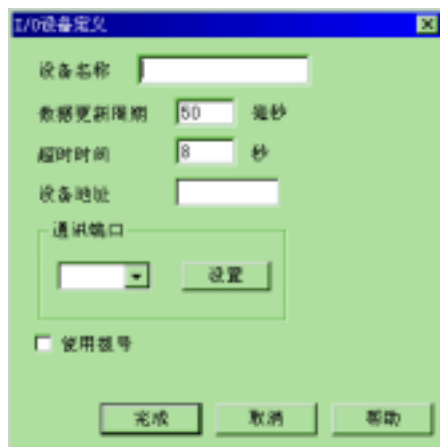 I/O设备定义
设备名称
数据更新周期 50 毫秒
超时时间 8 秒
设备地址
通讯端口
设置
使用拨号
完成 取消 帮助